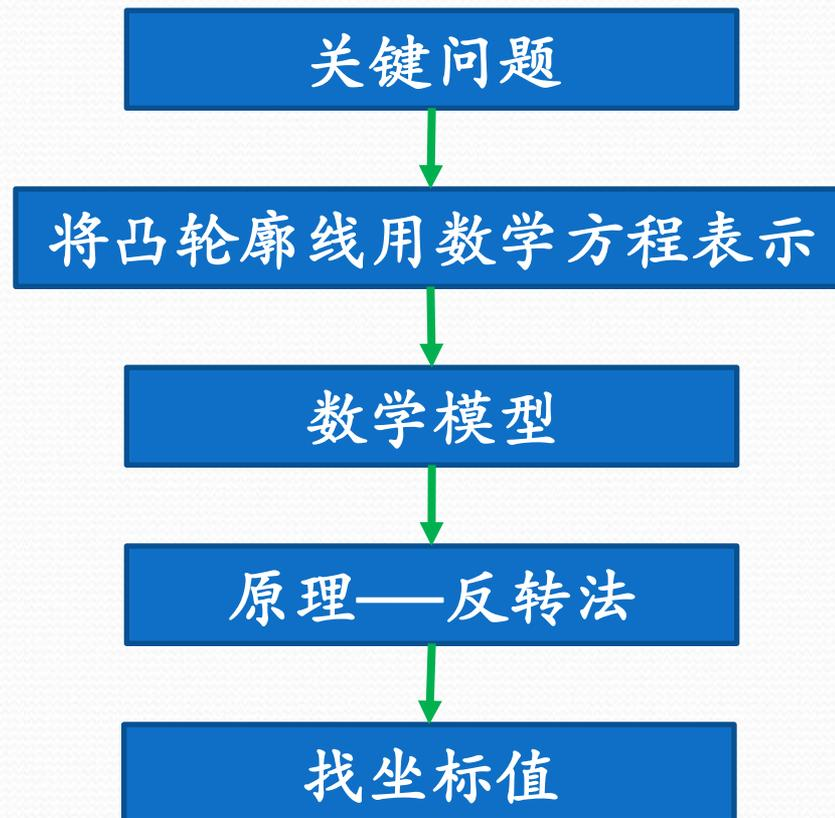 关键问题
将凸轮廓线用数学方程表示
数学模型
原理——反转法
找坐标值